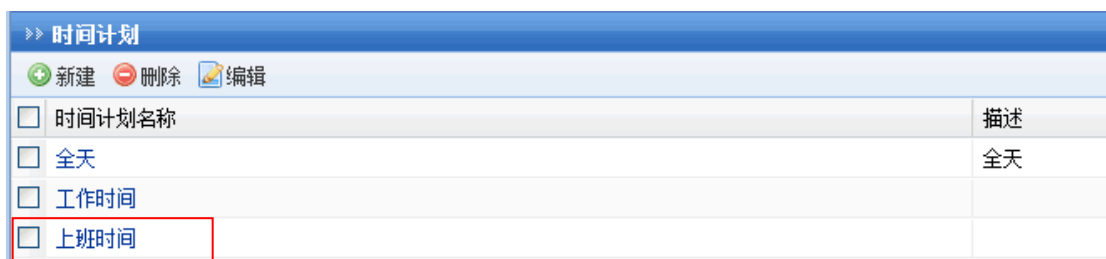 时间计划
新建 删除 编辑
时间计划名称 描述
全天 全天
工作时间
上班时间